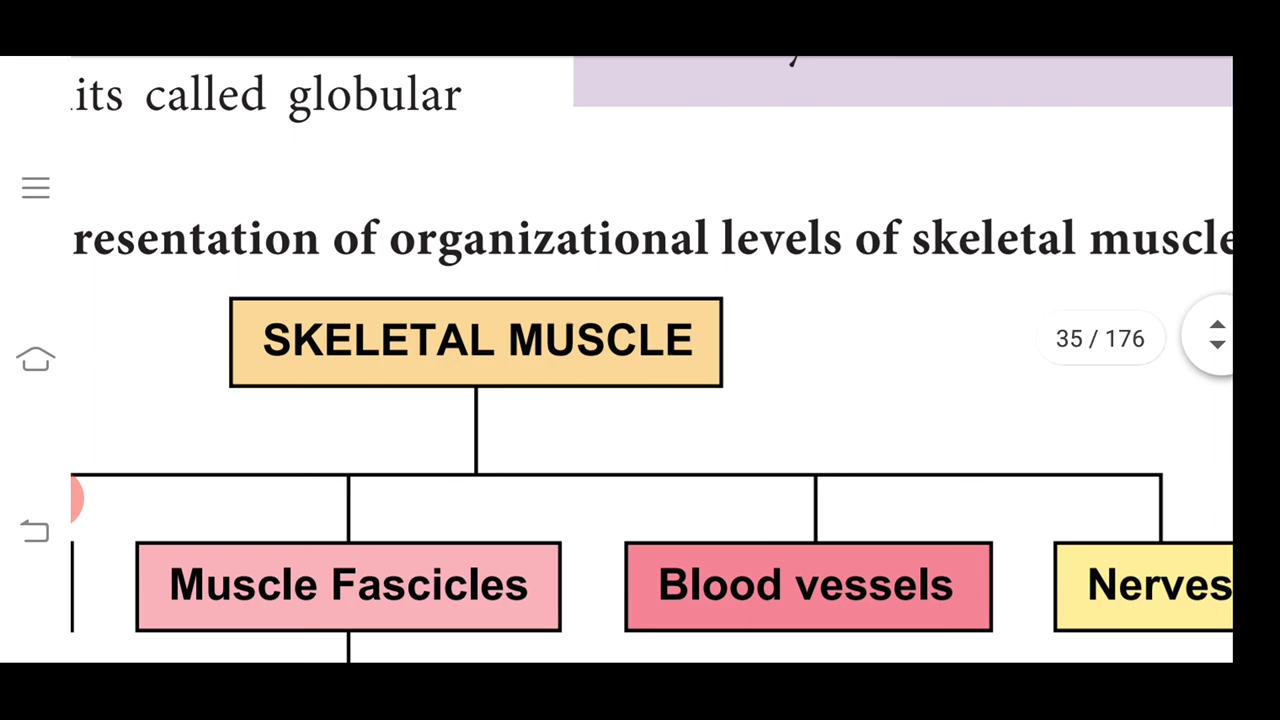 its called globular
resentation of organizational levels of skeletal muscle
SKELETAL MUSCLE
35 / 176
Muscle Fascicles
Blood vessels
Nerves